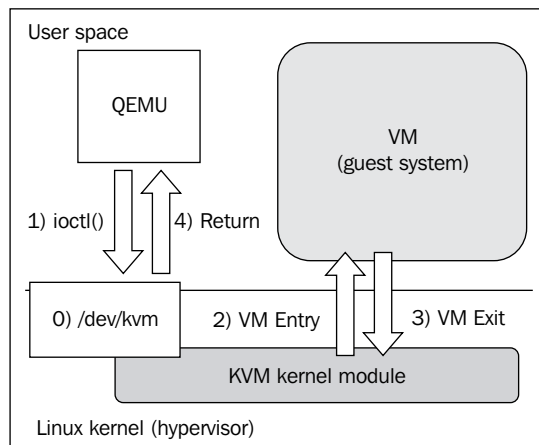 User space
QEMU
VM
(guest system)
1) ioctl()
4) Return
0) /dev/kvm
2) VM Entry
3) VM Exit
KVM kernel module
Linux kernel (hypervisor)